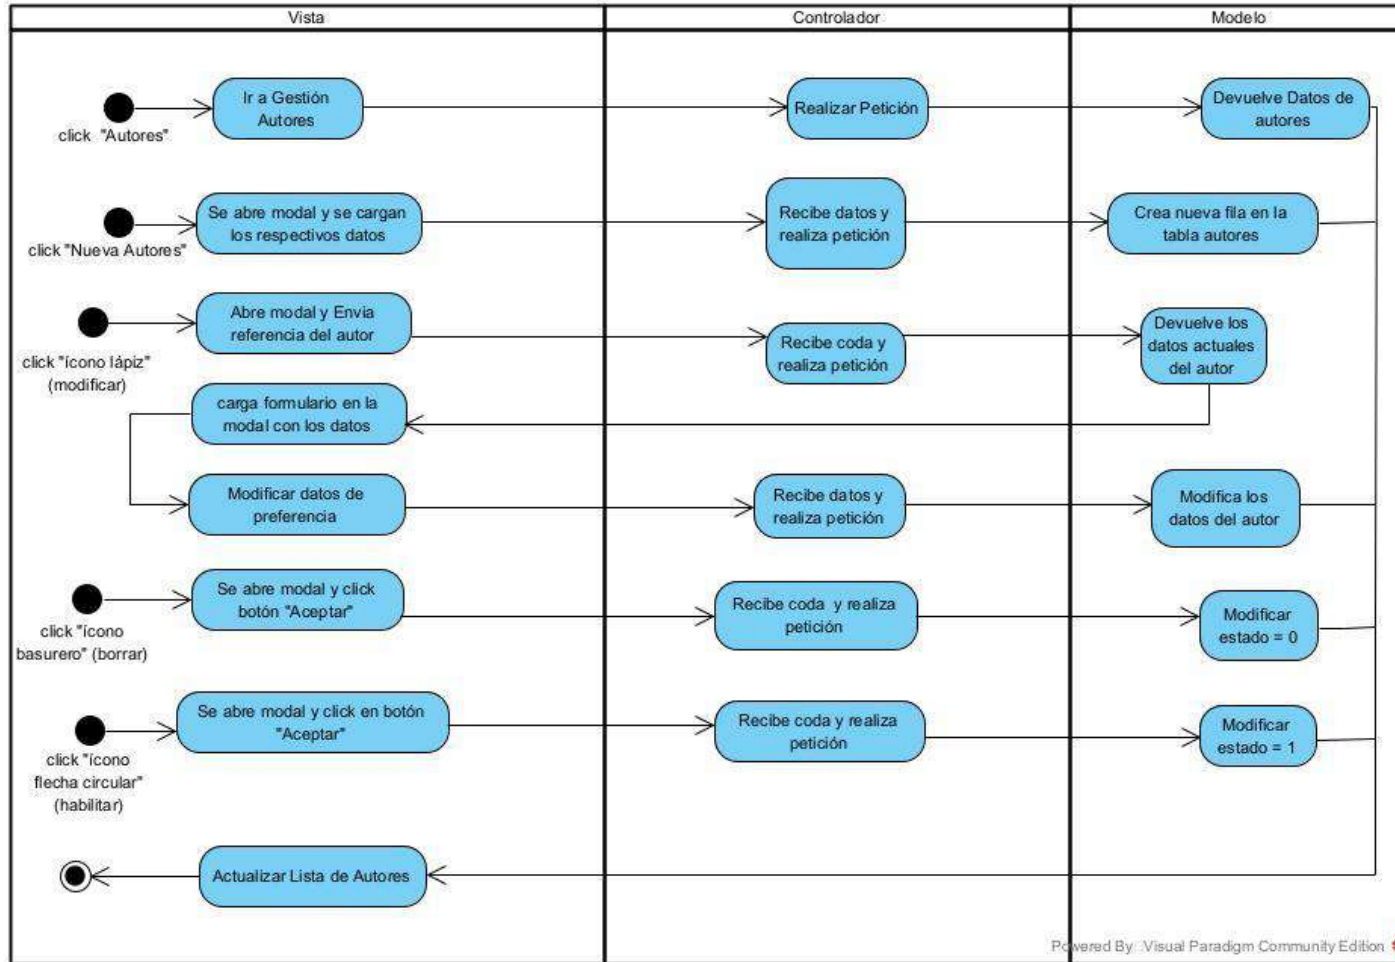 Vista
Controlador
Modelo
click "Autores"
Ir a Gestión
Autores
Realizar Petición
Devuelve Datos de
autores
click "Nueva Autores"
Se abre modal y se cargan
los respectivos datos
Recibe datos y
realiza petición
Crea nueva fila en la
tabla autores
click "ícono lápiz"
(modificar)
Abre modal y Envia
referencia del autor
Recibe coda y
realiza petición
Devuelve los
datos actuales
del autor
carga formulario en la
modal con los datos
Modificar datos de
preferencia
Recibe datos y
realiza petición
Modifica los
datos del autor
click "ícono
basurero" (borrar)
Se abre modal y click
botón "Aceptar"
Recibe coda y realiza
petición
Modificar
estado = 0
click "ícono
flecha circular"
(habilitar)
Se abre modal y click en botón
"Aceptar"
Recibe coda y realiza
petición
Modificar
estado = 1
Actualizar Lista de Autores
Powered By Visual Paradigm Community Edition